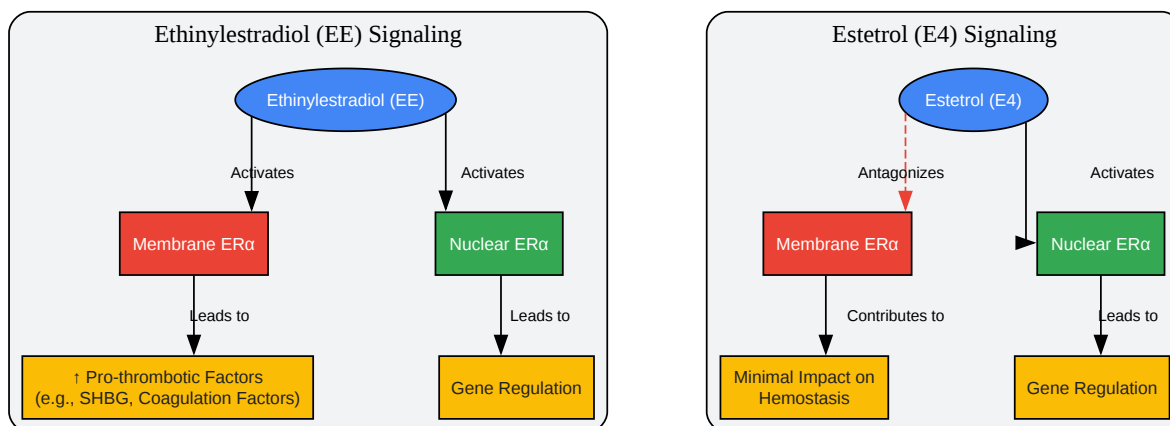 Ethinylestradiol (EE) Signaling
Ethinylestradiol (EE)
Activates
Activates
Membrane ERα
Nuclear ERα
Leads to
Leads to
↑ Pro-thrombotic Factors
(e.g., SHBG, Coagulation Factors)
Gene Regulation
Estetrol (E4) Signaling
Estetrol (E4)
Antagonizes
Activates
Membrane ERα
Nuclear ERα
Contributes to
Leads to
Minimal Impact on
Hemostasis
Gene Regulation